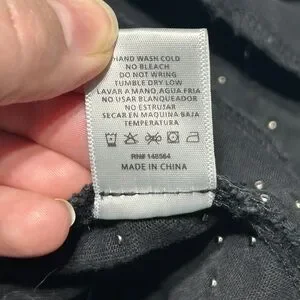 HAND WASH COLD
NO BLEACH
DO NOT WRING
TUMBLE DRY LOW
LAVAR A MANO, AGUA FRIA
NO USAR BLANQUEADOR
NO ESTRUJAR
SECAR EN MAQUINA BAJA
TEMPERATURA
RN# 148564
MADE IN CHINA